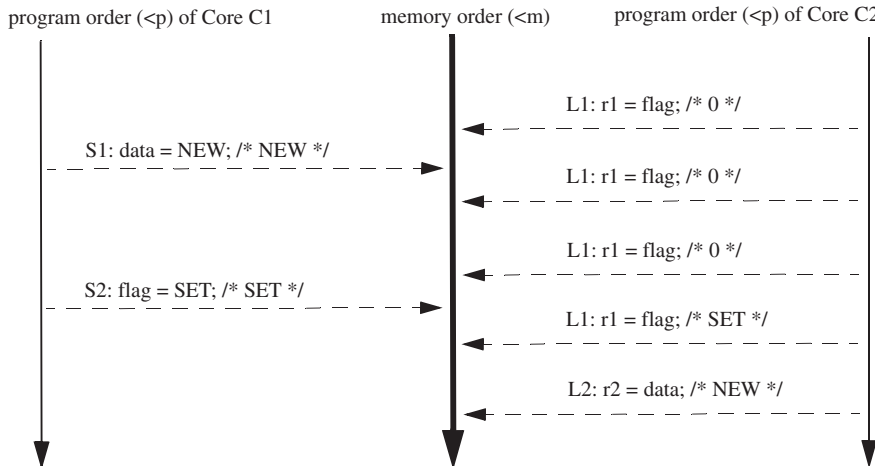 program order (<p) of Core C1
memory order (<m)
program order (<p) of Core C2
L1: r1 = flag; /* 0 */
S1: data = NEW; /* NEW */
L1: r1 = flag; /* 0 */
L1: r1 = flag; /* 0 */
S2: flag = SET; /* SET */
L1: r1 = flag; /* SET */
L2: r2 = data; /* NEW */